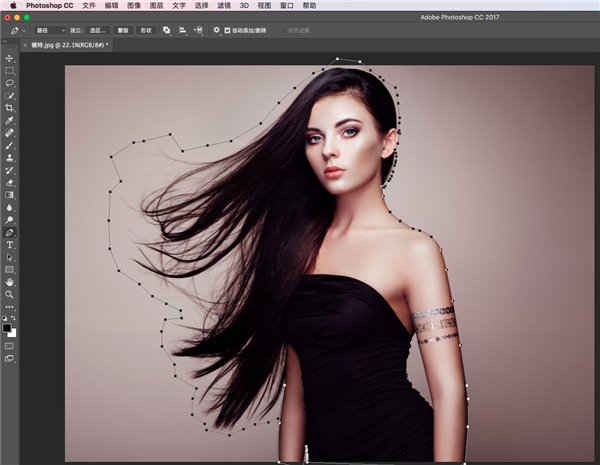 Photoshop CC 文件 编辑 图像 图层 文字 选择 滤镜 3D 视图 窗口 帮助
Adobe Photoshop CC 2017
路径 建立: 选区... 蒙版 形状 自动添加/删除 对齐边缘
× 模特.jpg @ 22.1%(RGB/8#) *